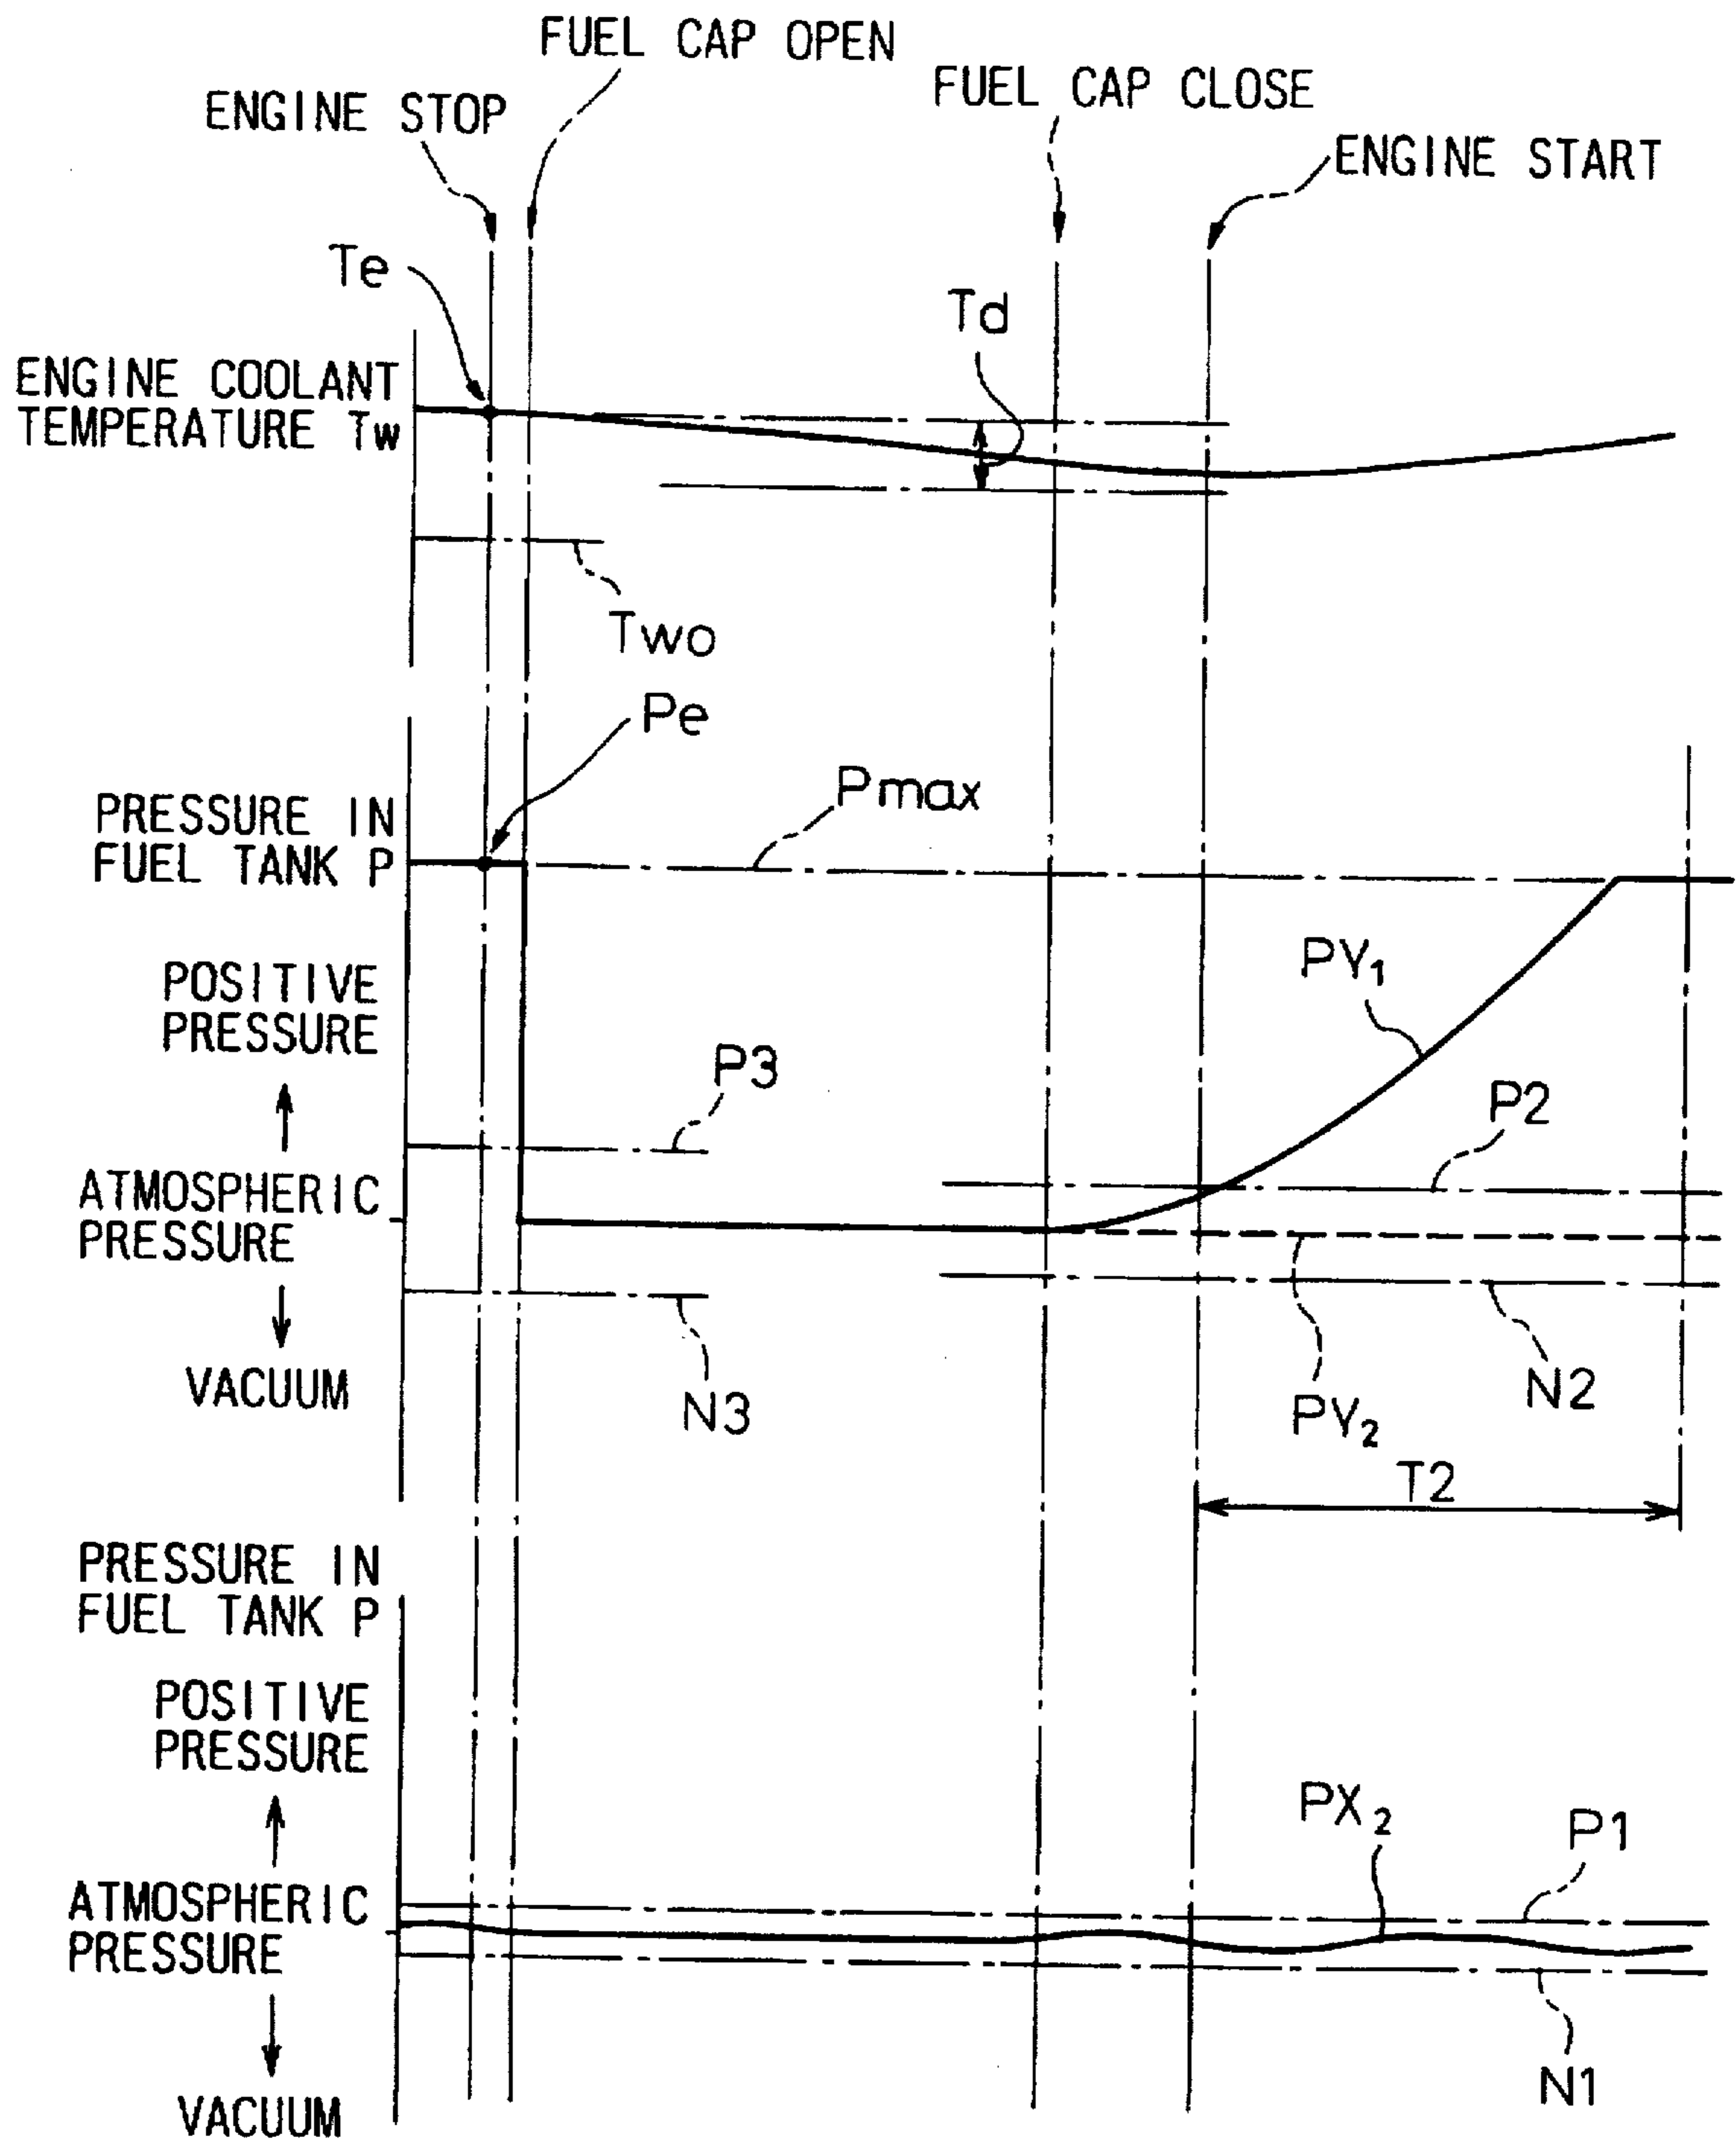 FUEL CAP OPEN
FUEL CAP CLOSE
ENGINE STOP
ENGINE START
Te
Td
ENGINE COOLANT
TEMPERATURE Tw
Two
Pe
Pmax
PRESSURE IN
FUEL TANK P
POSITIVE
PRESSURE
PY1
P3
P2
ATMOSPHERIC
PRESSURE
VACUUM
N3
PY2
N2
T2
PRESSURE IN
FUEL TANK P
POSITIVE
PRESSURE
PX2
P1
ATMOSPHERIC
PRESSURE
N1
VACUUM